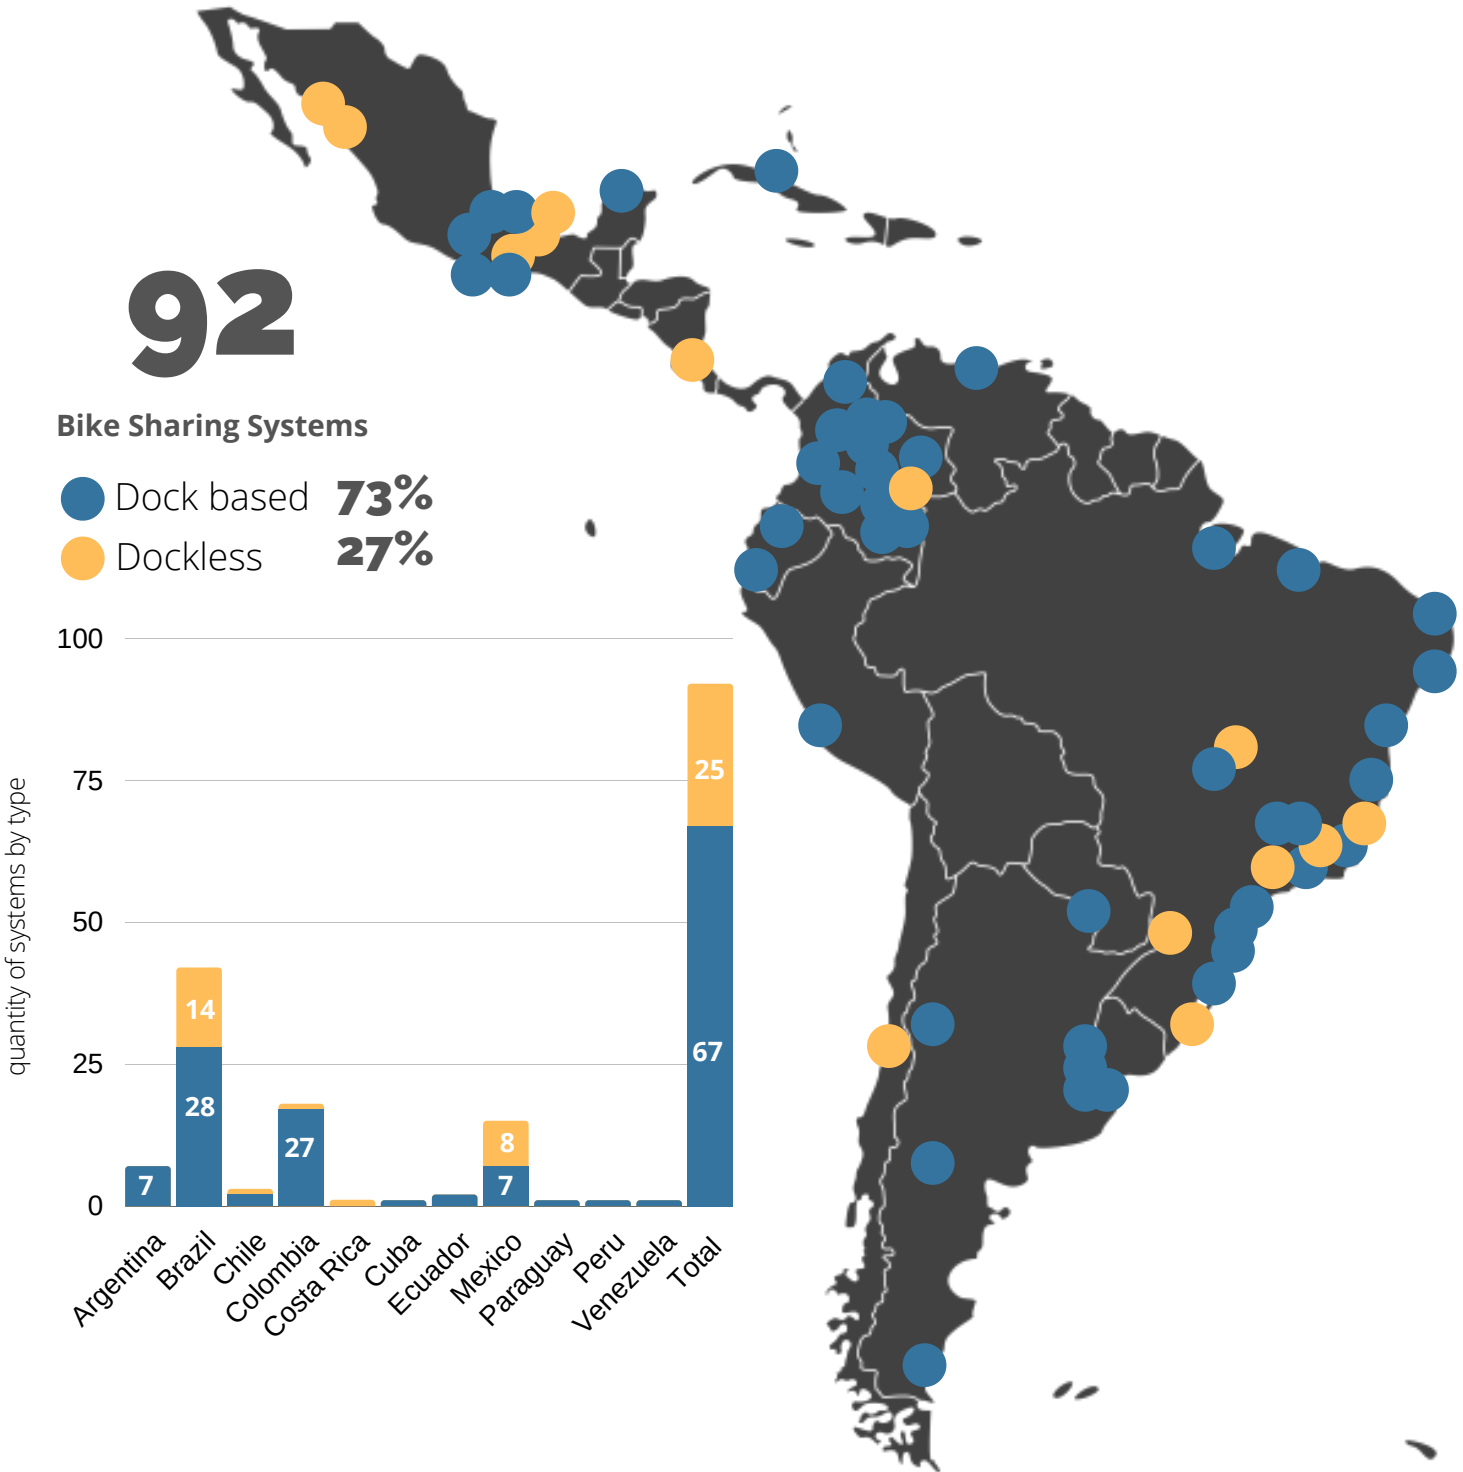 92
Bike Sharing Systems
Dock based 73%
Dockless 27%
quantity of systems by type
100
75
50
25
0
7
14
28
27
8
7
25
67
Argentina
Brazil
Chile
Colombia
Costa Rica
Cuba
Ecuador
Mexico
Paraguay
Peru
Venezuela
Total